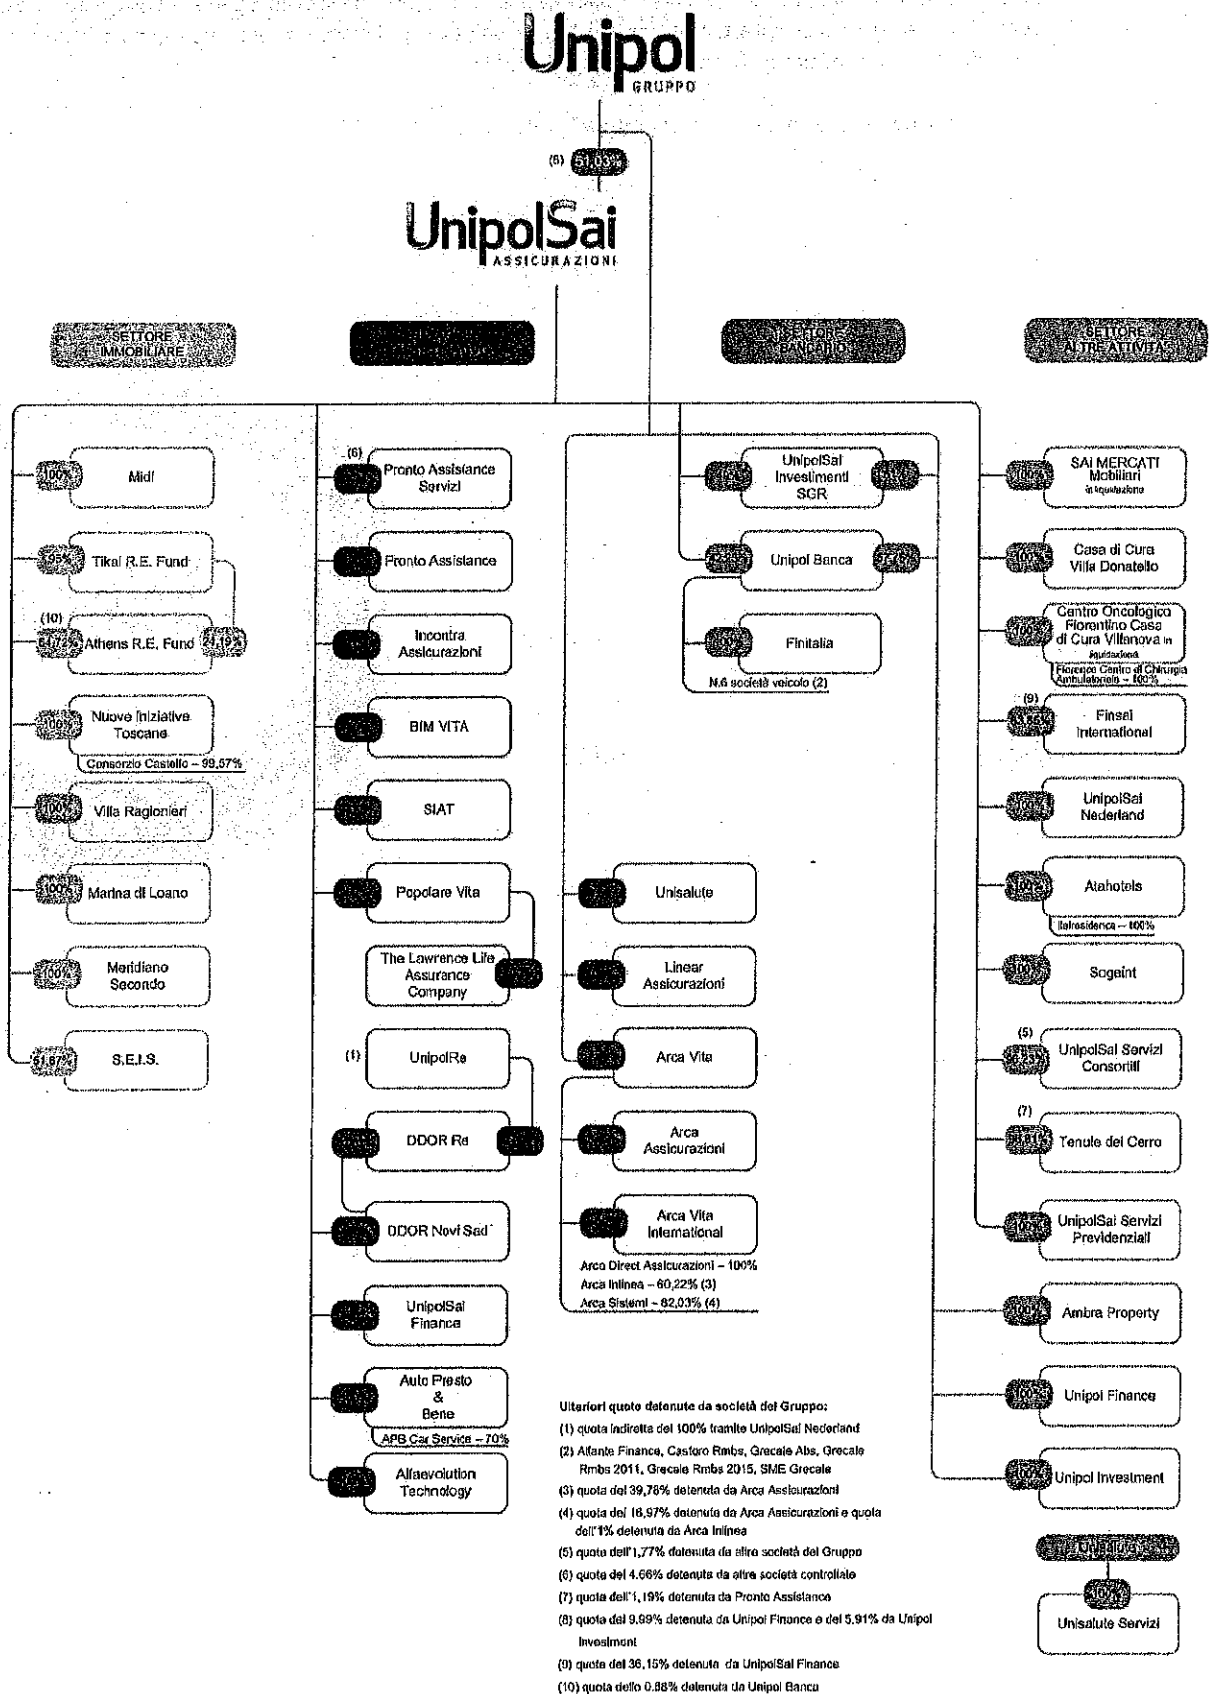 Unipol
GRUPPO
(8) 51,03%
UnipolSai
ASSICURAZIONI
SETTORE
IMMOBILIARE
SETTORE
BANCARIO
SETTORE
ALTRE ATTIVITÀ
100%
Midi
Tikal R.E. Fund
(10)
Athens R.E. Fund
24,19%
100%
Nuove Iniziative
Toscane
Consorzio Castello – 99,57%
100%
Villa Ragionieri
100%
Marina di Loano
100%
Meridiano
Secondo
51,67%
S.E.I.S.
(6)
Pronto Assistance
Servizi
Pronto Assistance
Incontra
Assicurazioni
BIM VITA
SIAT
Popolare Vita
The Lawrence Life
Assurance
Company
(1)
UnipolRe
DDOR Re
DDOR Novi Sad
UnipolSai
Finance
Auto Presto
&
Bene
APB Car Service – 70%
Alfaevolution
Technology
UnipolSai
Investimenti
SGR
Unipol Banca
100%
Finitalia
N.6 società veicolo (2)
Unisalute
Linear
Assicurazioni
Arca Vita
Arca
Assicurazioni
Arca Vita
International
Arca Direct Assicurazioni – 100%
Arca Inlinea – 60,22% (3)
Arca Sistemi – 82,03% (4)
100%
SAI MERCATI
Mobiliari
in liquidazione
100%
Casa di Cura
Villa Donatello
100%
Centro Oncologico
Fiorentino Casa
di Cura Villanova in
liquidazione
Florence Centro di Chirurgia
Ambulatoriale – 100%
(9)
Finsai
International
100%
UnipolSai
Nederland
100%
Atahotels
Italresidence – 100%
100%
Sogeint
(5)
UnipolSai Servizi
Consortili
(7)
98,81%
Tenute del Cerro
100%
UnipolSai Servizi
Previdenziali
100%
Ambra Property
100%
Unipol Finance
100%
Unipol Investment
Unisalute
100%
Unisalute Servizi
Ulteriori quote detenute da società del Gruppo:
(1) quota indiretta del 100% tramite UnipolSai Nederland
(2) Atlante Finance, Castoro Rmbs, Grecale Abs, Grecale
Rmbs 2011, Grecale Rmbs 2015, SME Grecale
(3) quota del 39,78% detenuta da Arca Assicurazioni
(4) quota del 16,97% detenuta da Arca Assicurazioni e quota
dell'1% detenuta da Arca Inlinea
(5) quota dell'1,77% detenuta da altre società del Gruppo
(6) quota del 4.66% detenuta da altre società controllate
(7) quota dell'1,19% detenuta da Pronto Assistance
(8) quota del 9.99% detenuta da Unipol Finance e del 5.91% da Unipol
Investment
(9) quota del 36,15% detenuta da UnipolSai Finance
(10) quota dello 0.88% detenuta da Unipol Banca